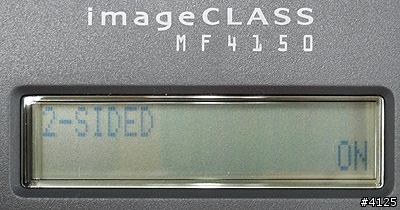 imageCLASS
MF4150
2-SIDED
ON
#4125